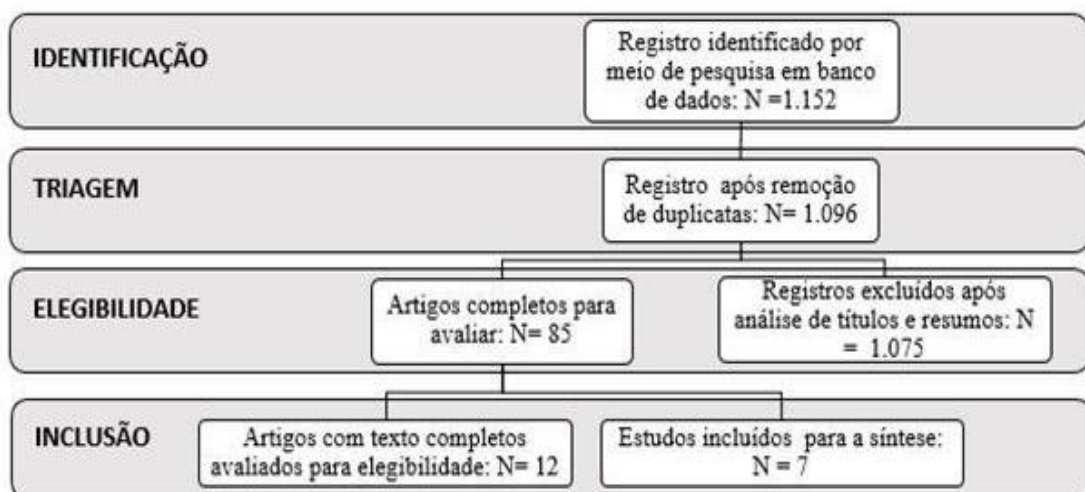 IDENTIFICAÇÃO
Registro identificado por
meio de pesquisa em banco
de dados: N =1.152
TRIAGEM
Registro após remoção
de duplicatas: N= 1.096
ELEGIBILIDADE
Artigos completos para
avaliar: N= 85
Registros excluídos após
análise de títulos e resumos: N
= 1.075
INCLUSÃO
Artigos com texto completos
avaliados para elegibilidade: N= 12
Estudos incluídos para a síntese:
N = 7